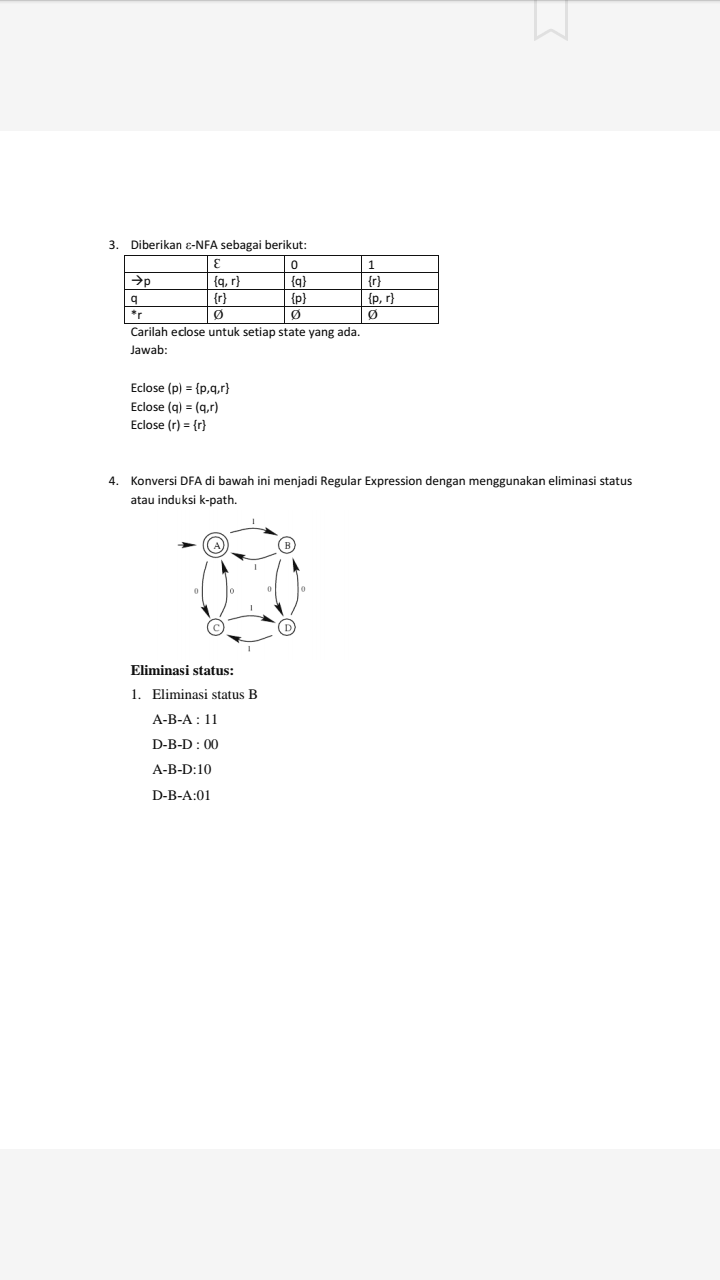 3. Diberikan ε-NFA sebagai berikut:
Ɛ 0 1
→p {q, r} {q} {r}
q {r} {p} {p, r}
*r Ø Ø Ø
Carilah eclose untuk setiap state yang ada.
Jawab:
Eclose (p) = {p,q,r}
Eclose (q) = (q,r)
Eclose (r) = {r}
4. Konversi DFA di bawah ini menjadi Regular Expression dengan menggunakan eliminasi status
atau induksi k-path.
1
A B
1
0 0 0 0
1
C D
1
Eliminasi status:
1. Eliminasi status B
A-B-A : 11
D-B-D : 00
A-B-D:10
D-B-A:01